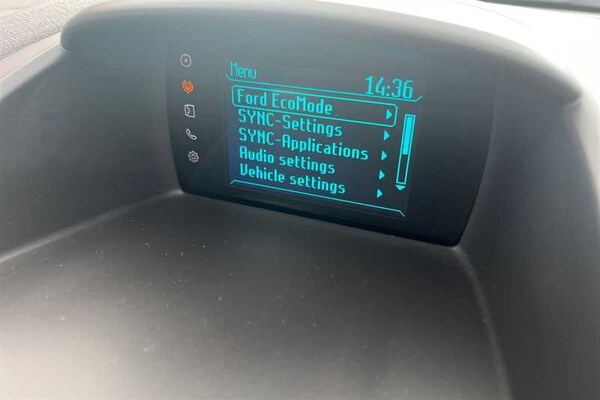 Menu
14:36
Ford EcoMode
SYNC-Settings
SYNC-Applications
Audio settings
Vehicle settings